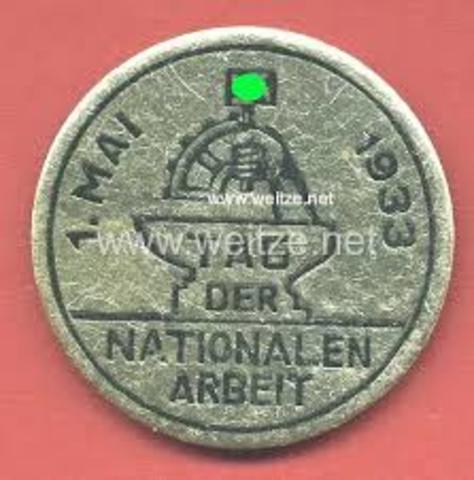 1. MAI 1933
www.weitze.net
www.weitze.net
TAG
DER
NATIONALEN
ARBEIT